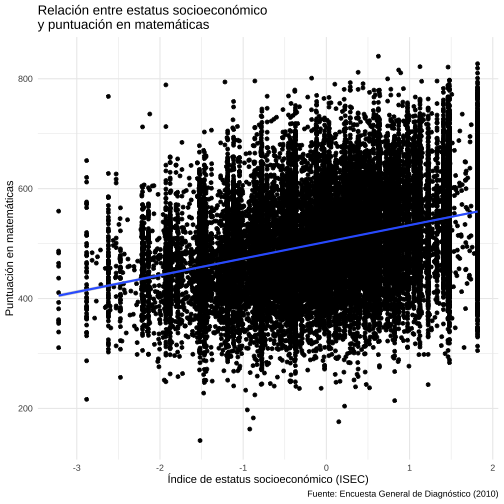 Relación entre estatus socioeconómico
y puntuación en matemáticas
Puntuación en matemáticas
800
600
400
200
-3
-2
-1
0
1
2
Índice de estatus socioeconómico (ISEC)
Fuente: Encuesta General de Diagnóstico (2010)